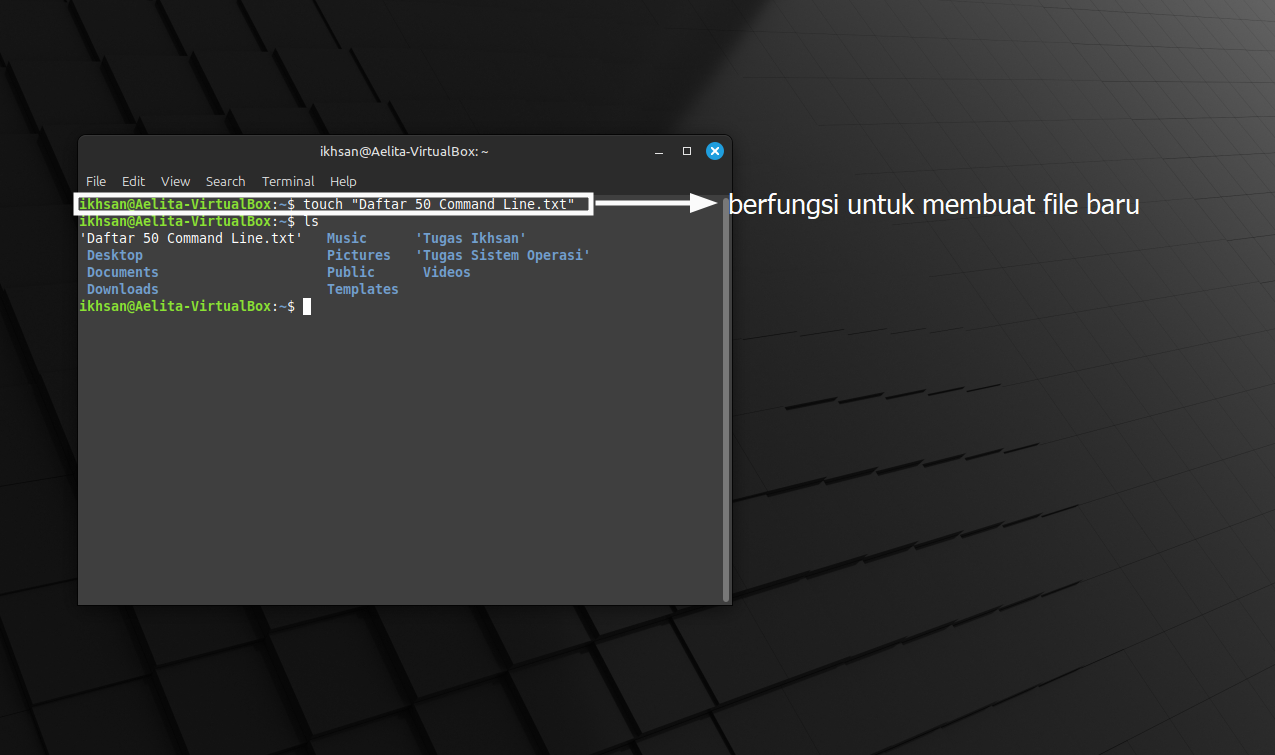 ikhsan@Aelita-VirtualBox: ~
File Edit View Search Terminal Help
ikhsan@Aelita-VirtualBox:~$ touch "Daftar 50 Command Line.txt"
berfungsi untuk membuat file baru
ikhsan@Aelita-VirtualBox:~$ ls
'Daftar 50 Command Line.txt' Music 'Tugas Ikhsan'
Desktop Pictures 'Tugas Sistem Operasi'
Documents Public Videos
Downloads Templates
ikhsan@Aelita-VirtualBox:~$